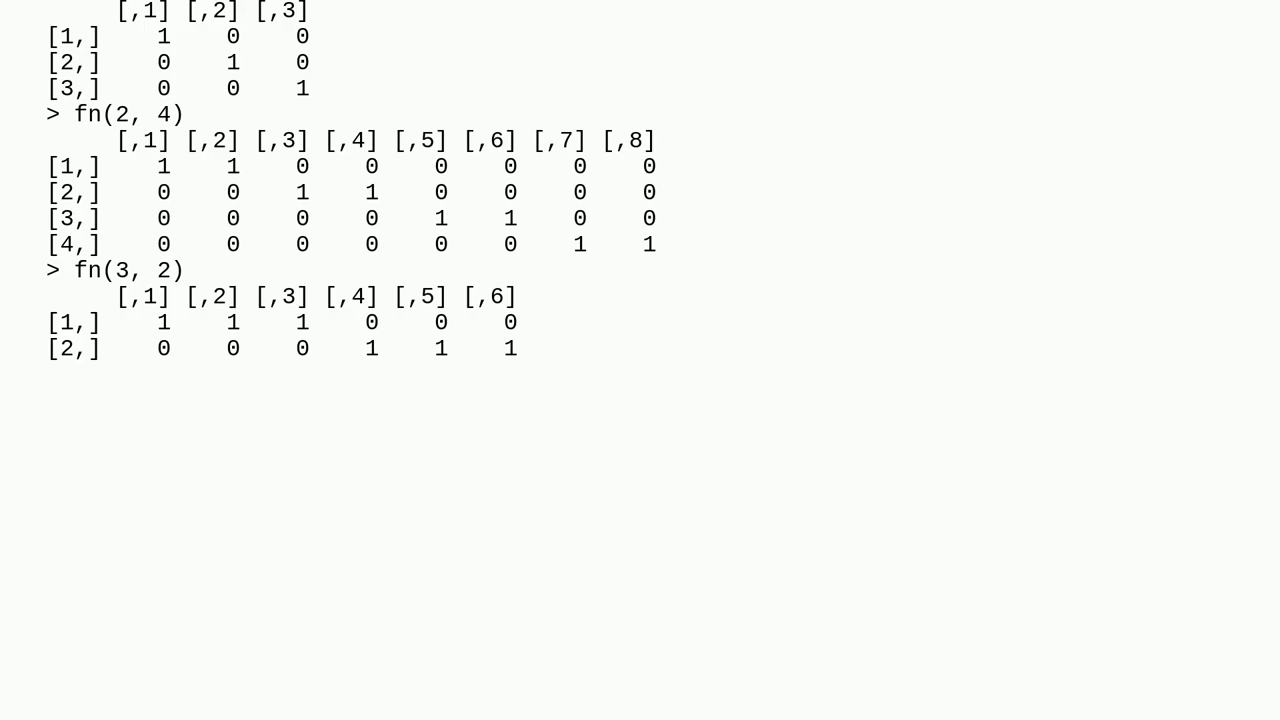 [,1] [,2] [,3]
[1,]    1    0    0
[2,]    0    1    0
[3,]    0    0    1
> fn(2, 4)
     [,1] [,2] [,3] [,4] [,5] [,6] [,7] [,8]
[1,]    1    1    0    0    0    0    0    0
[2,]    0    0    1    1    0    0    0    0
[3,]    0    0    0    0    1    1    0    0
[4,]    0    0    0    0    0    0    1    1
> fn(3, 2)
     [,1] [,2] [,3] [,4] [,5] [,6]
[1,]    1    1    1    0    0    0
[2,]    0    0    0    1    1    1